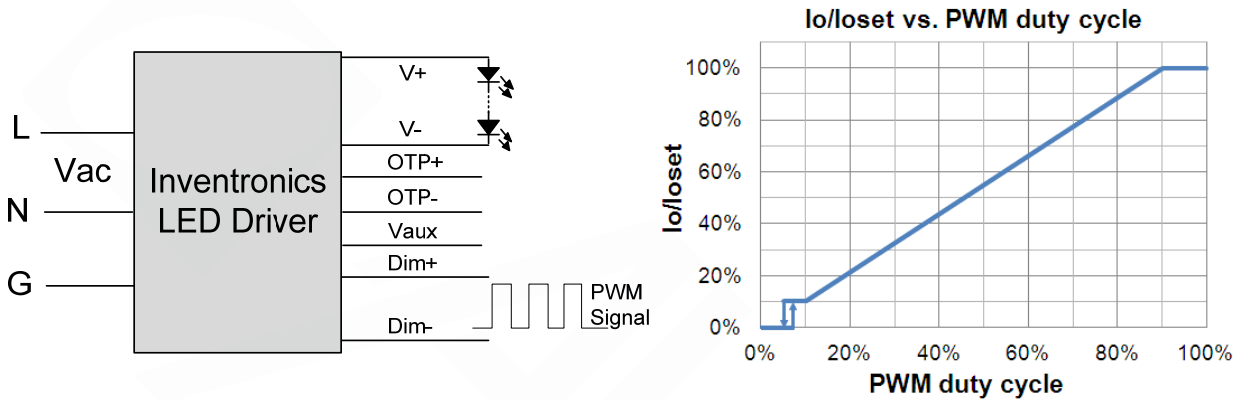 L
Vac
N
G
Inventronics
LED Driver
V+
V-
OTP+
OTP-
Vaux
Dim+
Dim-
PWM
Signal
Io/Ioset vs. PWM duty cycle
Io/Ioset
100%
80%
60%
40%
20%
0%
0%
20%
40%
60%
80%
100%
PWM duty cycle